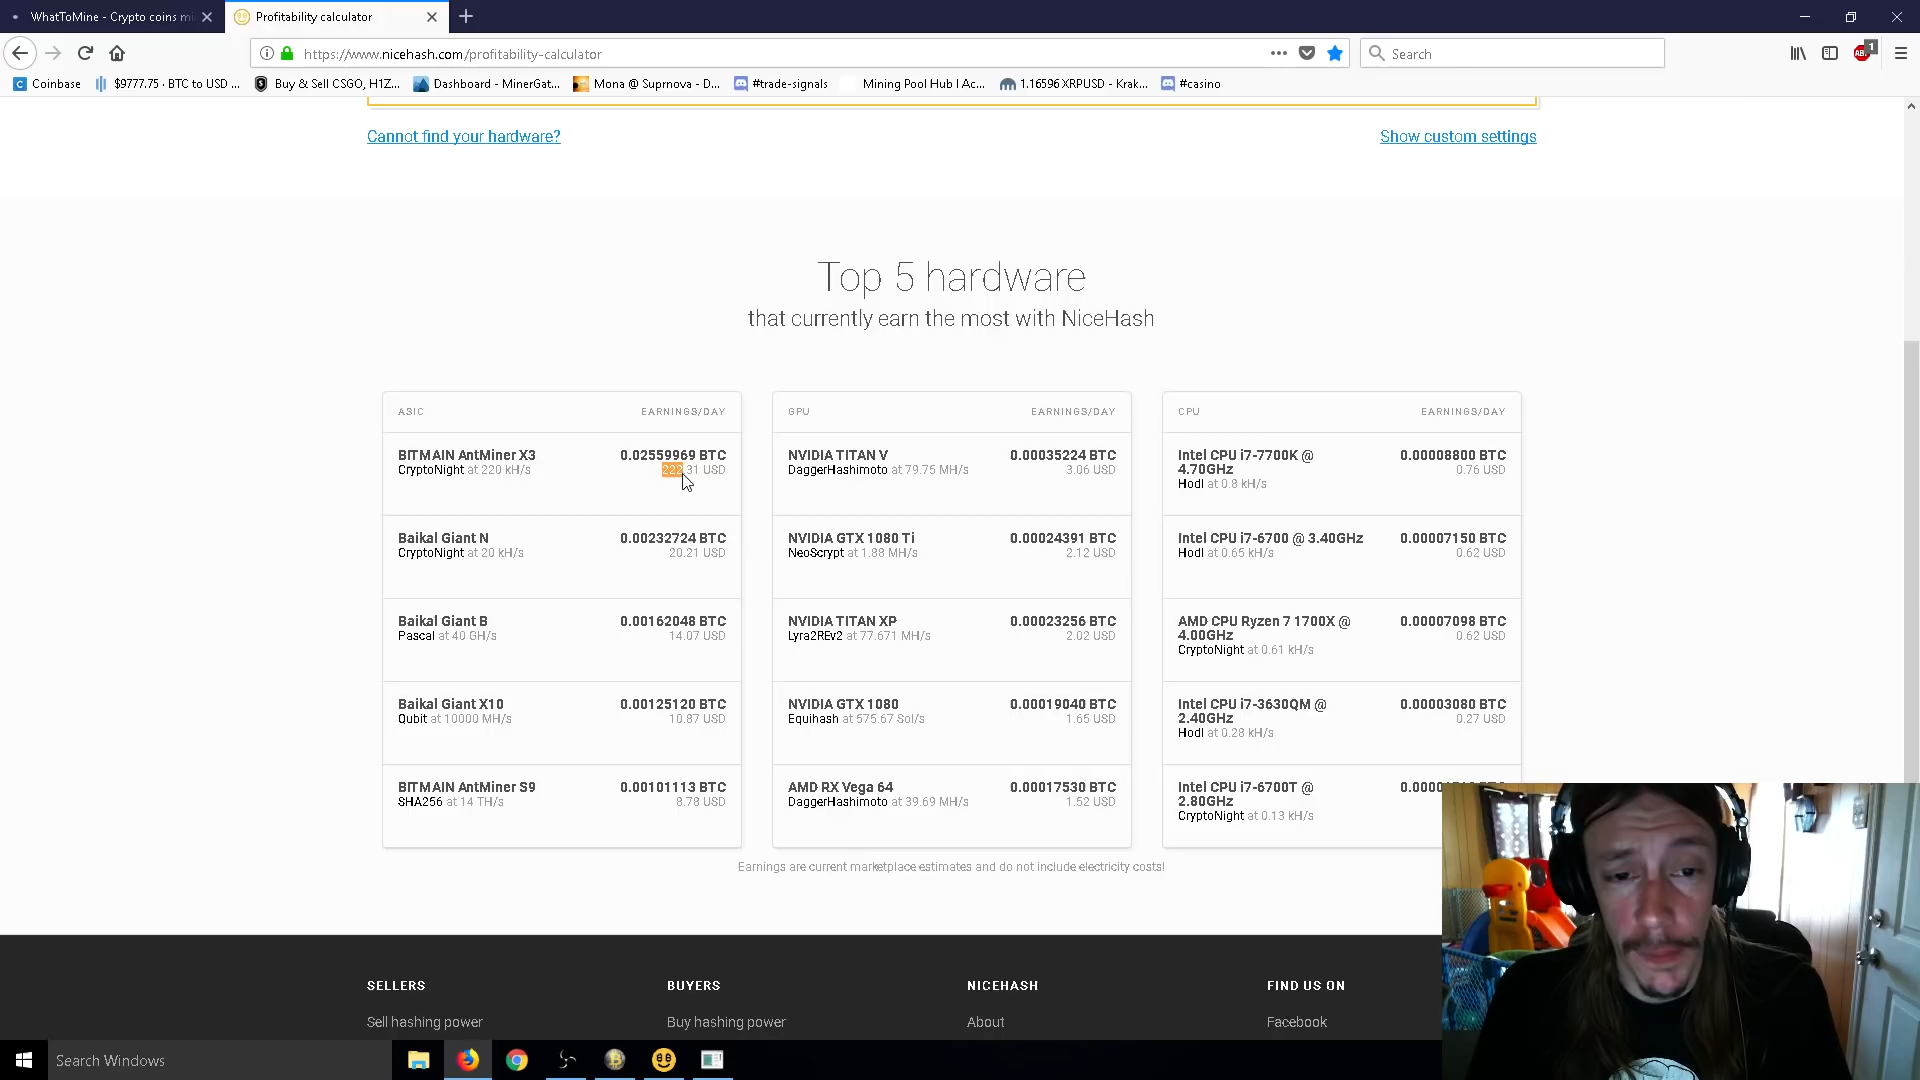 WhatToMine - Crypto coins mi
Profitability calculator
https://www.nicehash.com/profitability-calculator
Search
1
Coinbase
$9777.75 · BTC to USD ...
Buy & Sell CSGO, H1Z...
Dashboard - MinerGat...
Mona @ Suprnova - D...
#trade-signals
Mining Pool Hub | Ac...
1.16596 XRPUSD - Krak...
#casino
Cannot find your hardware?
Show custom settings
Top 5 hardware
that currently earn the most with NiceHash
ASIC EARNINGS/DAY
BITMAIN AntMiner X3 0.02559969 BTC
CryptoNight at 220 kH/s 222.31 USD
Baikal Giant N 0.00232724 BTC
CryptoNight at 20 kH/s 20.21 USD
Baikal Giant B 0.00162048 BTC
Pascal at 40 GH/s 14.07 USD
Baikal Giant X10 0.00125120 BTC
Qubit at 10000 MH/s 10.87 USD
BITMAIN AntMiner S9 0.00101113 BTC
SHA256 at 14 TH/s 8.78 USD
GPU EARNINGS/DAY
NVIDIA TITAN V 0.00035224 BTC
DaggerHashimoto at 79.75 MH/s 3.06 USD
NVIDIA GTX 1080 Ti 0.00024391 BTC
NeoScrypt at 1.88 MH/s 2.12 USD
NVIDIA TITAN XP 0.00023256 BTC
Lyra2REv2 at 77.671 MH/s 2.02 USD
NVIDIA GTX 1080 0.00019040 BTC
Equihash at 575.67 Sol/s 1.65 USD
AMD RX Vega 64 0.00017530 BTC
DaggerHashimoto at 39.69 MH/s 1.52 USD
CPU EARNINGS/DAY
Intel CPU i7-7700K @ 0.00008800 BTC
4.70GHz 0.76 USD
Hodl at 0.8 kH/s
Intel CPU i7-6700 @ 3.40GHz 0.00007150 BTC
Hodl at 0.65 kH/s 0.62 USD
AMD CPU Ryzen 7 1700X @ 0.00007098 BTC
4.00GHz 0.62 USD
CryptoNight at 0.61 kH/s
Intel CPU i7-3630QM @ 0.00003080 BTC
2.40GHz 0.27 USD
Hodl at 0.28 kH/s
Intel CPU i7-6700T @
2.80GHz
CryptoNight at 0.13 kH/s
Earnings are current marketplace estimates and do not include electricity costs!
SELLERS
Sell hashing power
BUYERS
Buy hashing power
NICEHASH
About
FIND US ON
Facebook
Search Windows